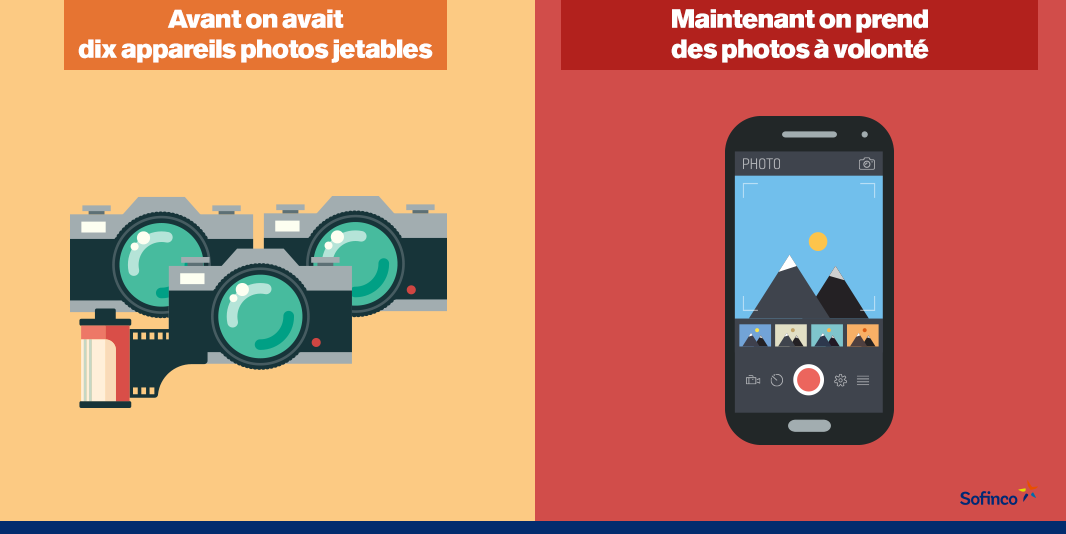 Avant on avait
dix appareils photos jetables
Maintenant on prend
des photos à volonté
PHOTO
Sofinco